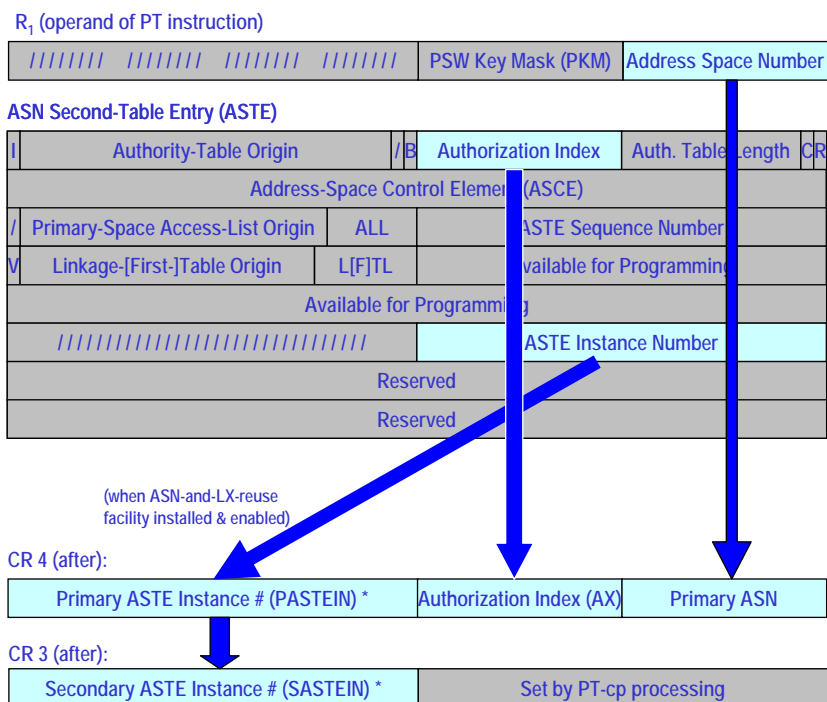 R1 (operand of PT instruction)
//////// //////// //////// //////// PSW Key Mask (PKM) Address Space Number
ASN Second-Table Entry (ASTE)
I Authority-Table Origin / B Authorization Index Auth. Table Length C R
Address-Space Control Element (ASCE)
/ Primary-Space Access-List Origin ALL ASTE Sequence Number
V Linkage-[First-]Table Origin L[F]TL Available for Programming
Available for Programming
//////////////////////////////// ASTE Instance Number
Reserved
Reserved
(when ASN-and-LX-reuse
facility installed & enabled)
CR 4 (after):
Primary ASTE Instance # (PASTEIN) * Authorization Index (AX) Primary ASN
CR 3 (after):
Secondary ASTE Instance # (SASTEIN) * Set by PT-cp processing